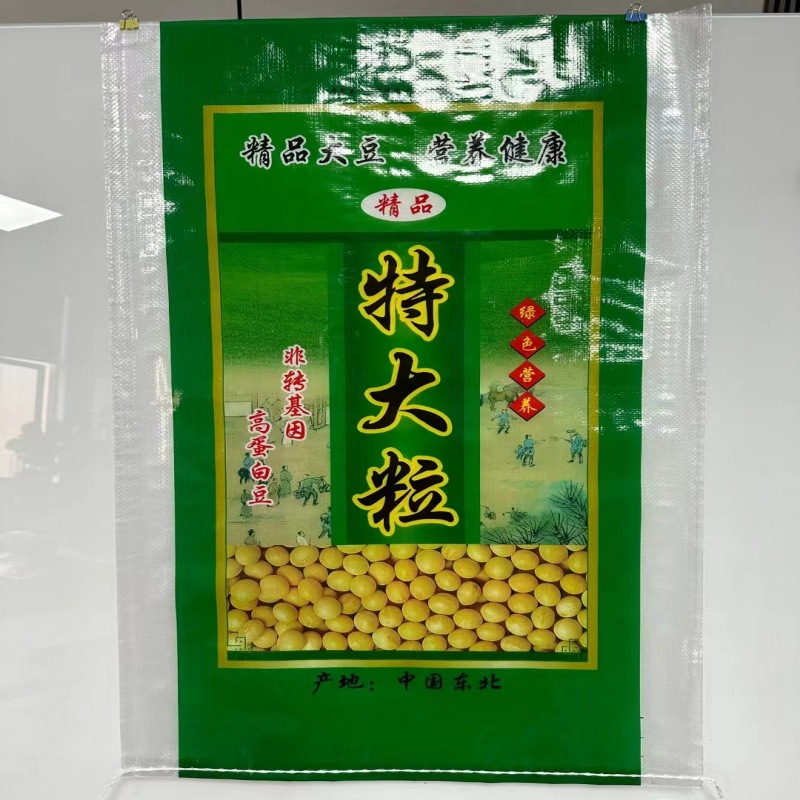 精品大豆 营养健康
精品
特大粒
绿色营养
非转基因
高蛋白豆
产地：中国东北